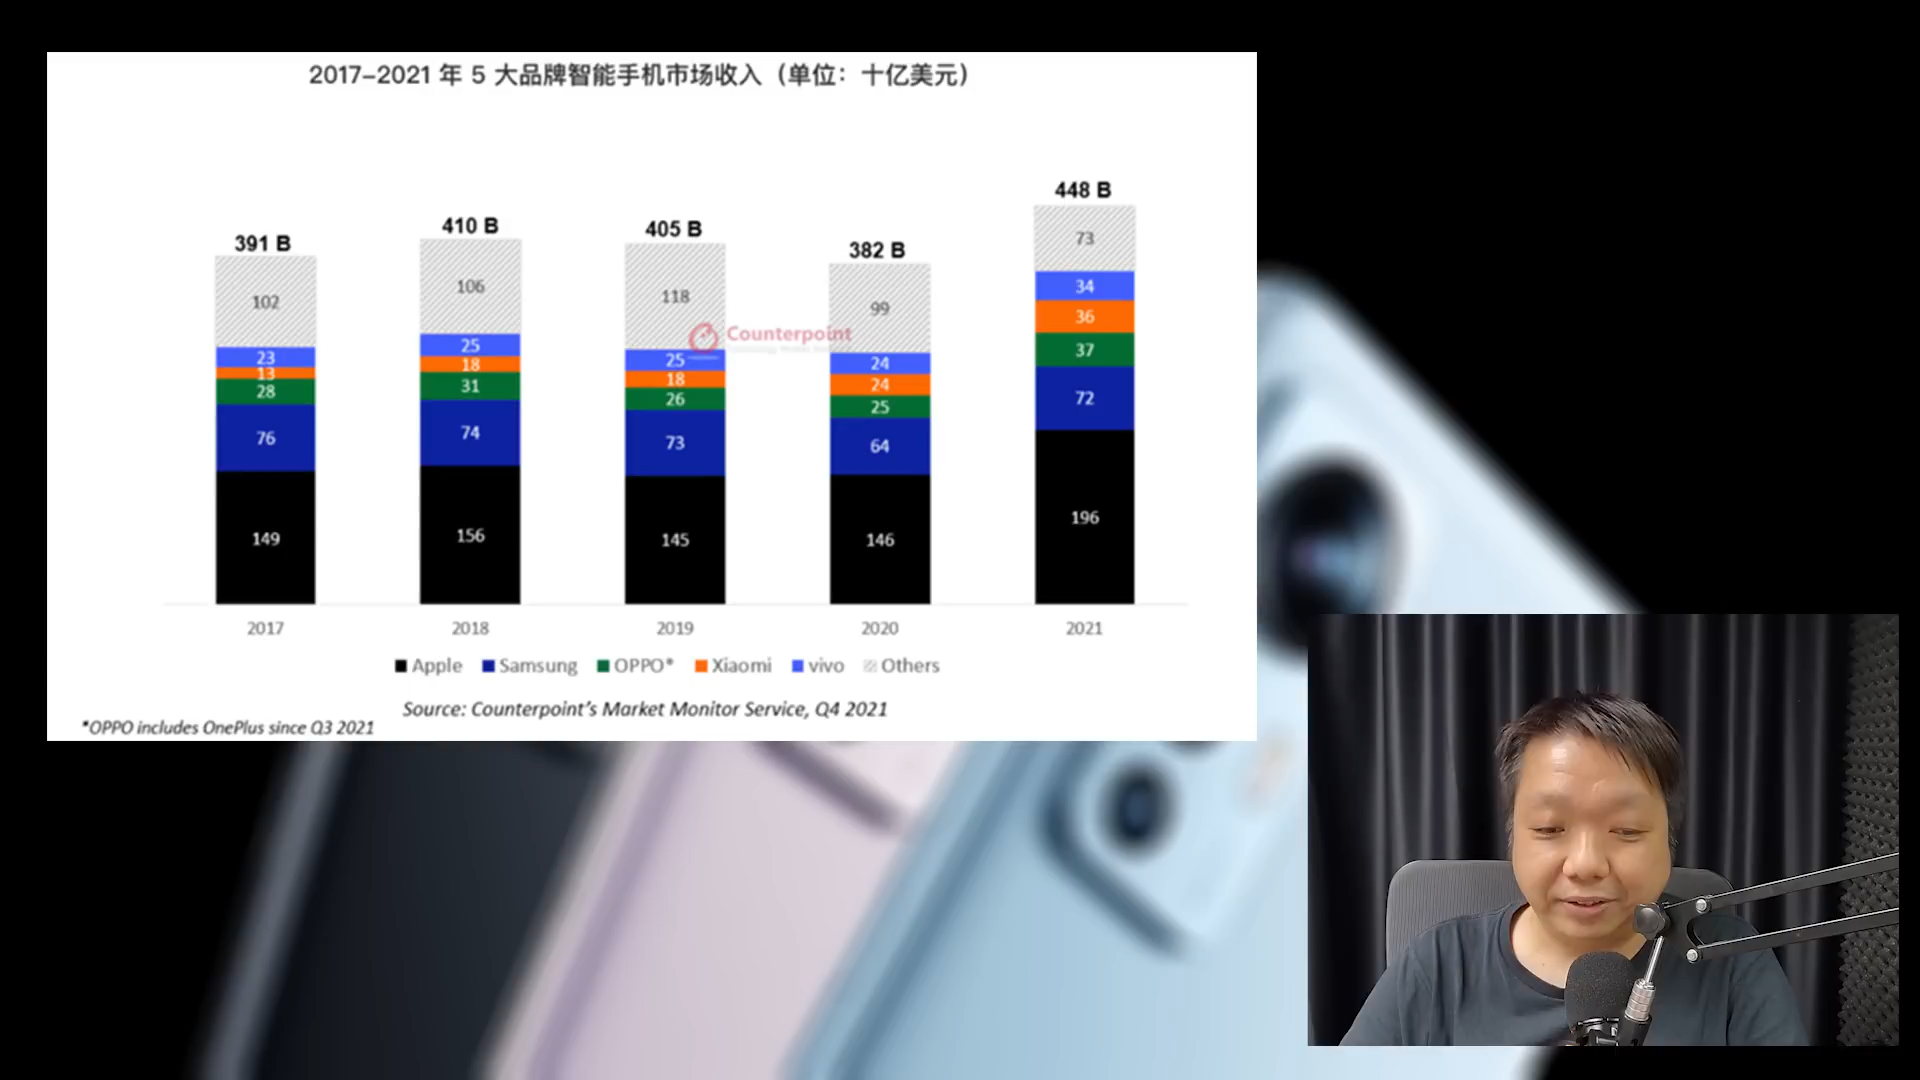 2017–2021 年 5 大品牌智能手机市场收入（单位：十亿美元）
391 B
410 B
405 B
382 B
448 B
102
106
118
99
73
23
25
25
24
34
13
18
18
24
36
28
31
26
25
37
76
74
73
64
72
149
156
145
146
196
Counterpoint
2017
2018
2019
2020
2021
Apple
Samsung
OPPO*
Xiaomi
vivo
Others
Source: Counterpoint’s Market Monitor Service, Q4 2021
*OPPO includes OnePlus since Q3 2021